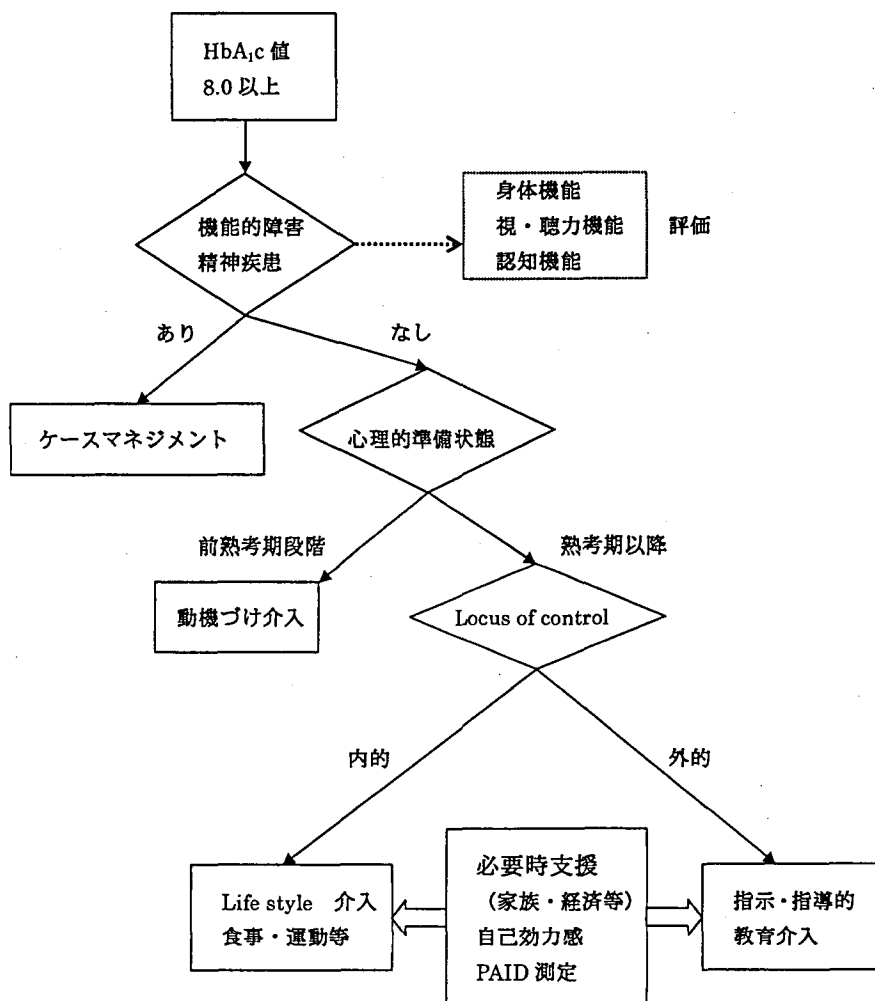 HbA₁c 値
8.0 以上
機能的障害
精神疾患
身体機能
視・聴力機能
認知機能
評価
あり
なし
ケースマネジメント
心理的準備状態
前熟考期段階
熟考期以降
動機づけ介入
Locus of control
内的
外的
Life style 介入
食事・運動等
必要時支援
（家族・経済等）
自己効力感
PAID 測定
指示・指導的
教育介入